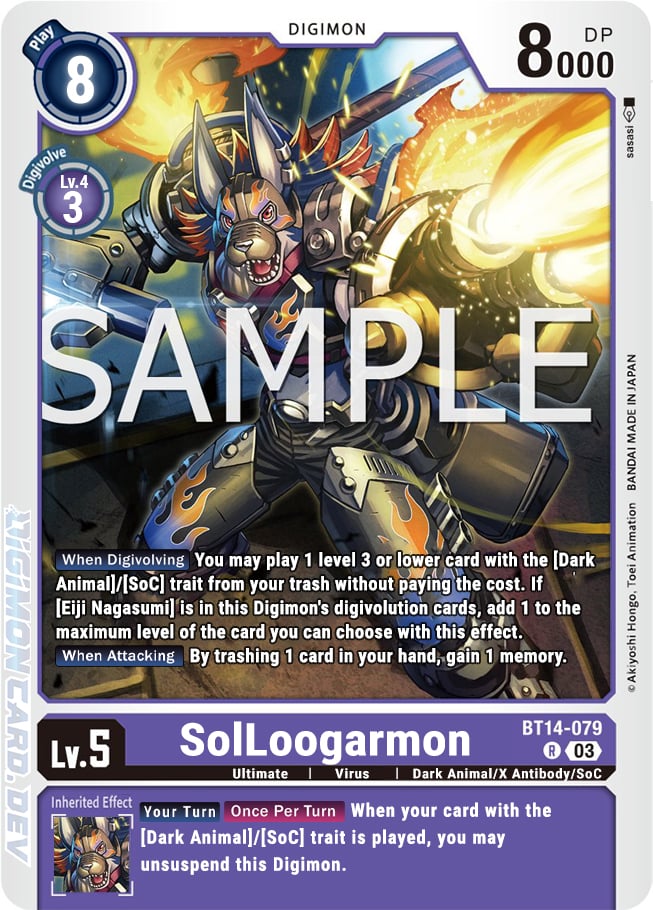 DIGIMON
Play
8
DP
8000
Digivolve
Lv.4
3
sasasi
SAMPLE
BANDAI MADE IN JAPAN
© Akiyoshi Hongo, Toei Animation
DIGIMONCARD.DEV
When Digivolving You may play 1 level 3 or lower card with the [Dark
Animal]/[SoC] trait from your trash without paying the cost. If
[Eiji Nagasumi] is in this Digimon's digivolution cards, add 1 to the
maximum level of the card you can choose with this effect.
When Attacking By trashing 1 card in your hand, gain 1 memory.
Lv.5
SolLoogarmon
BT14-079
R 03
Ultimate | Virus | Dark Animal/X Antibody/SoC
Inherited Effect
Your Turn Once Per Turn When your card with the
[Dark Animal]/[SoC] trait is played, you may
unsuspend this Digimon.